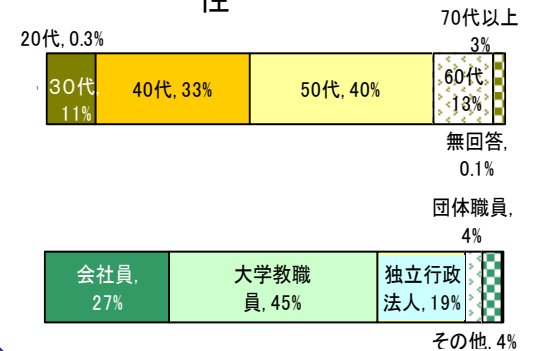 性
70代以上
20代, 0.3%
3%
30代,
11%
40代, 33%
50代, 40%
60代
13%
無回答,
0.1%
団体職員,
4%
会社員,
27%
大学教職
員, 45%
独立行政
法人, 19%
その他, 4%